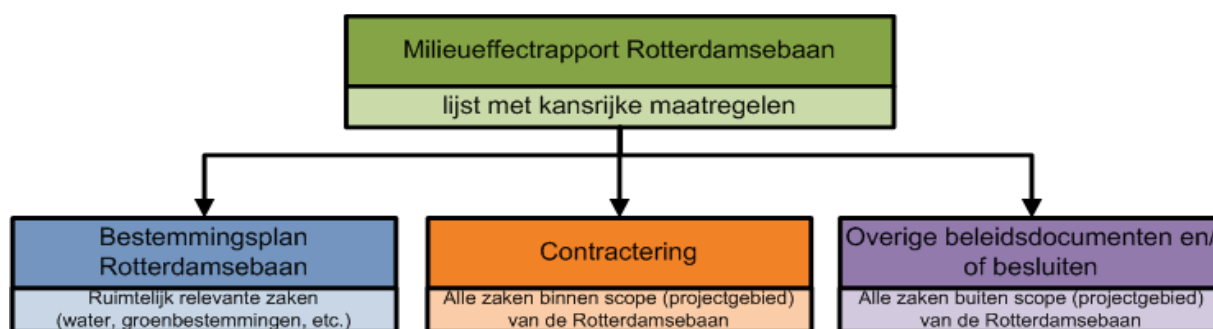 Milieueffectrapport Rotterdamsebaan
lijst met kansrijke maatregelen
Bestemmingsplan
Rotterdamsebaan
Ruimtelijk relevante zaken
(water, groenbestemmingen, etc.)
Contractering
Alle zaken binnen scope (projectgebied)
van de Rotterdamsebaan
Overige beleidsdocumenten en/
of besluiten
Alle zaken buiten scope (projectgebied)
van de Rotterdamsebaan